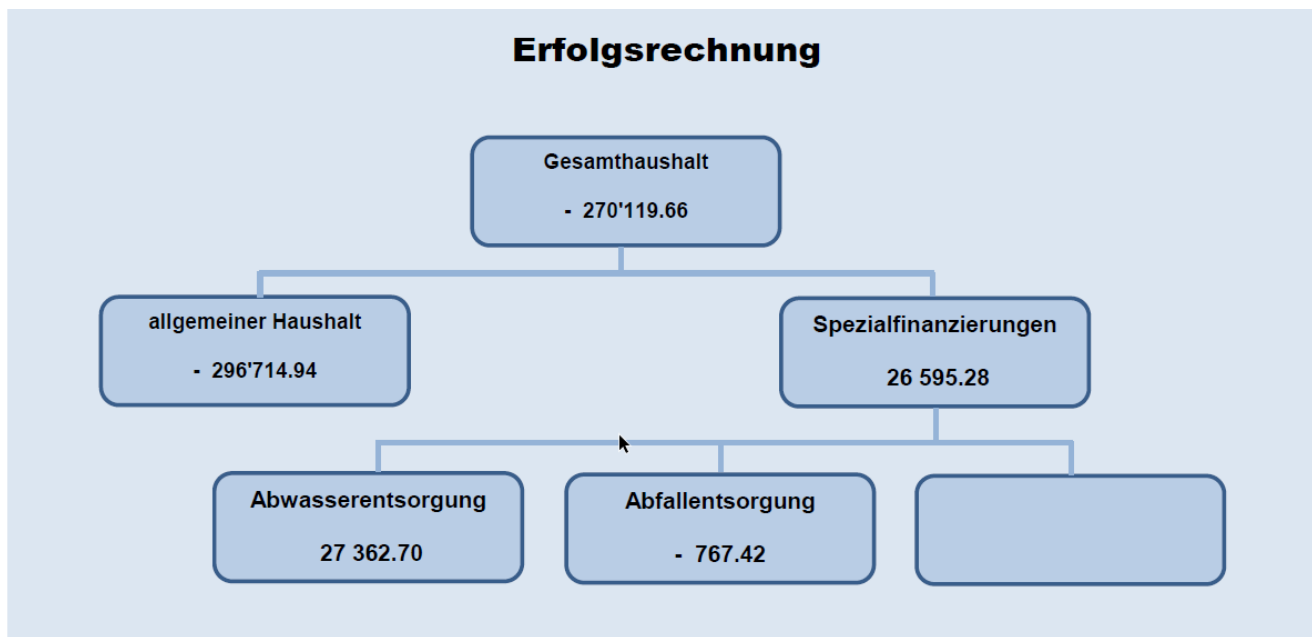 Erfolgsrechnung
Gesamthaushalt
- 270'119.66
allgemeiner Haushalt
- 296'714.94
Spezialfinanzierungen
26 595.28
Abwasserentsorgung
27 362.70
Abfallentsorgung
- 767.42